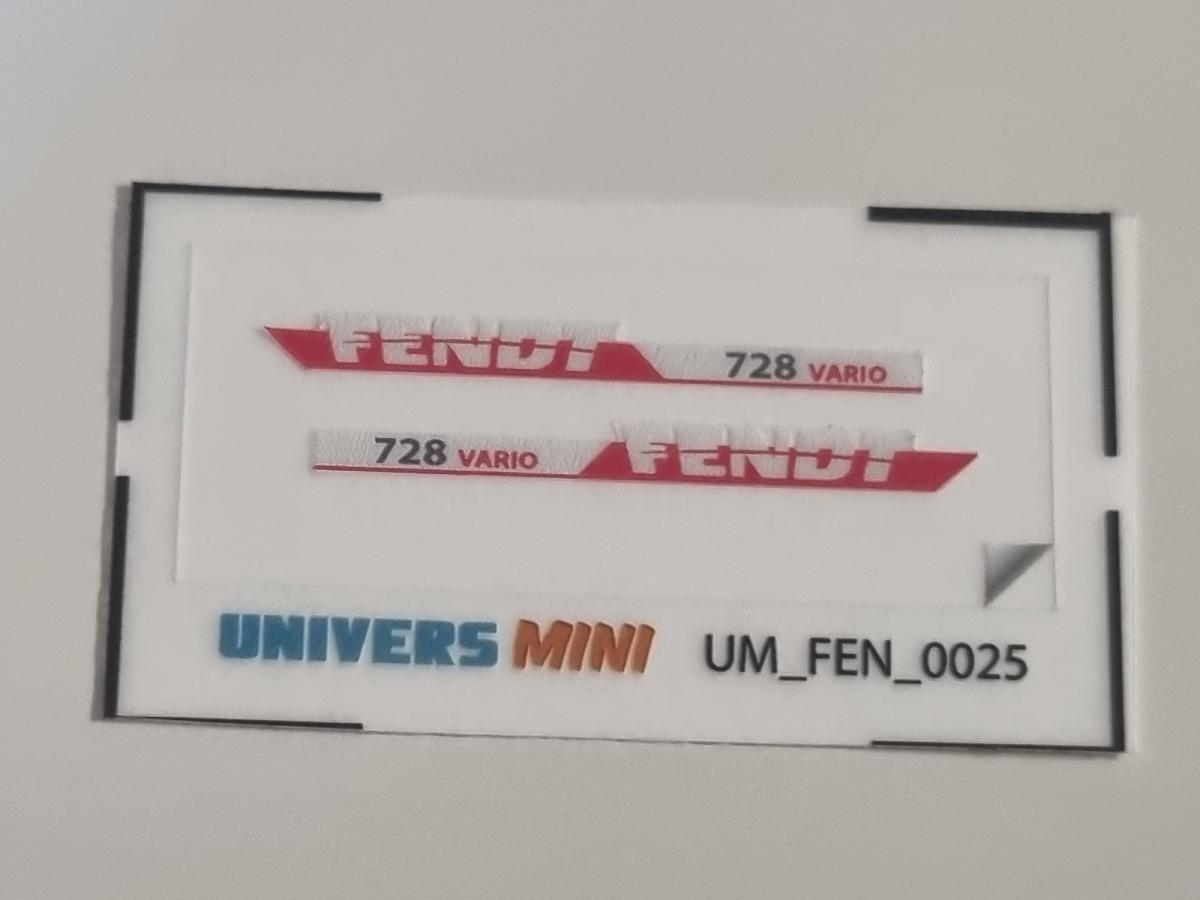 FENDT 728 VARIO
728 VARIO FENDT
UNIVERS MINI UM_FEN_0025